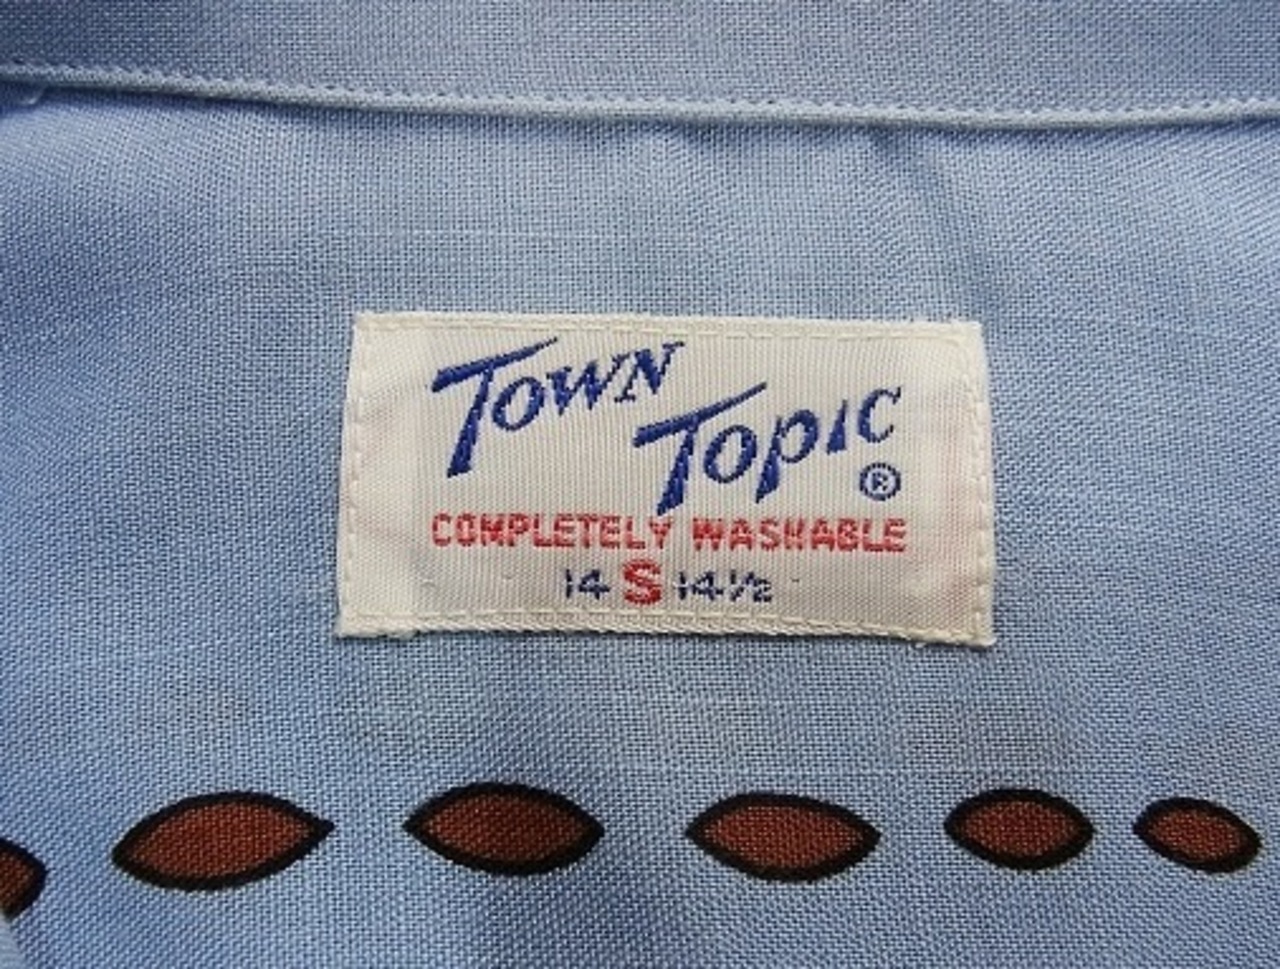 TOWN
TOPIC
®
COMPLETELY WASHABLE
14 S 14½